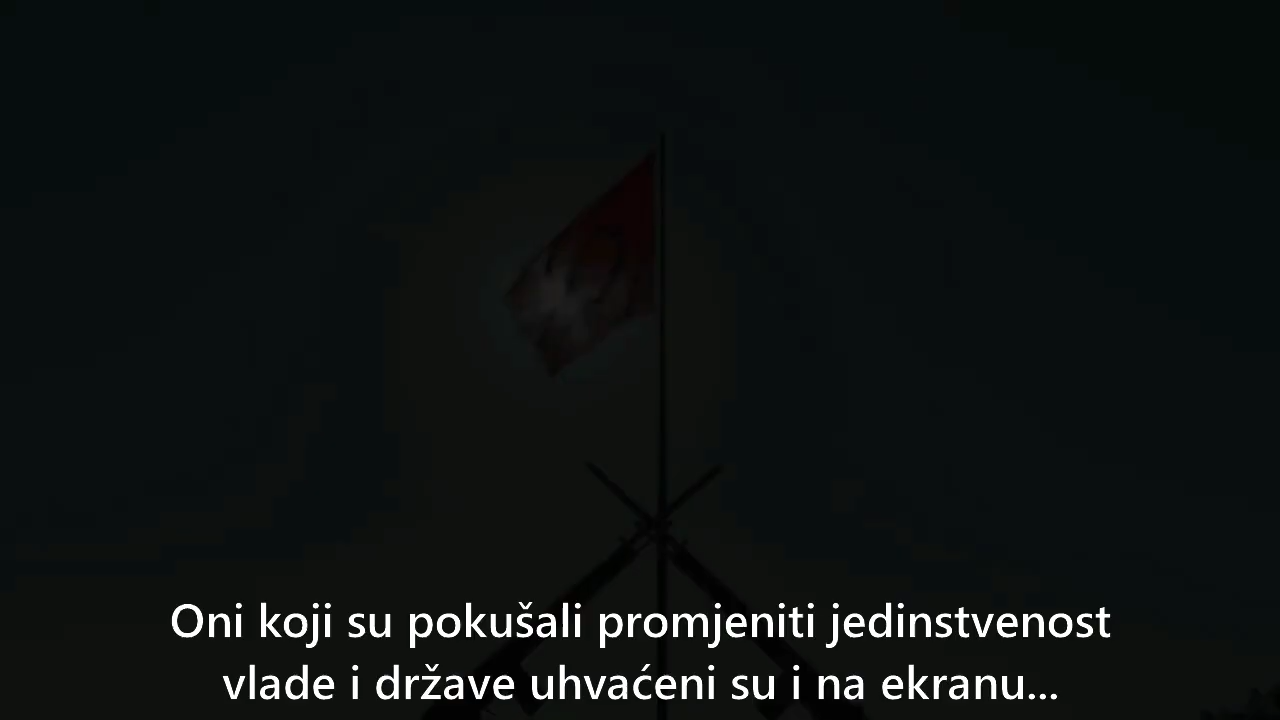 Oni koji su pokušali promjeniti jedinstvenost
vlade i države uhvaćeni su i na ekranu...